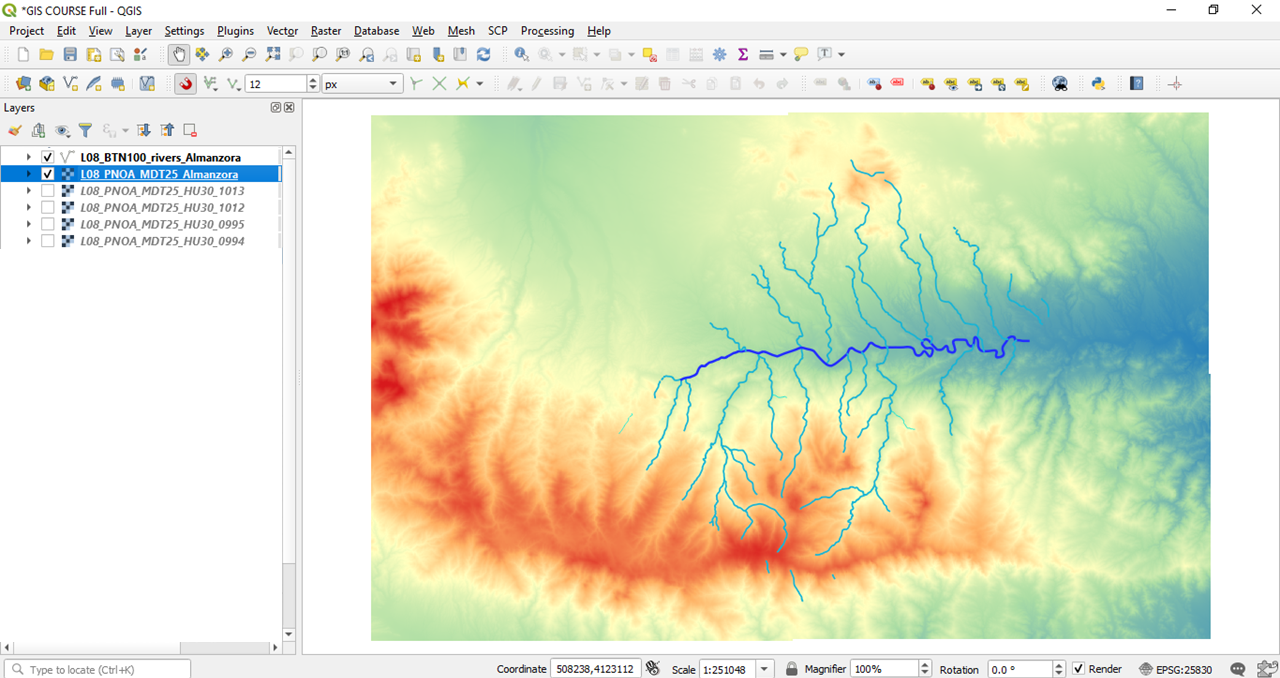 *GIS COURSE Full - QGIS
Project Edit View Layer Settings Plugins Vector Raster Database Web Mesh SCP Processing Help
12 px
Layers
L08_BTN100_rivers_Almanzora
L08_PNOA_MDT25_Almanzora
L08_PNOA_MDT25_HU30_1013
L08_PNOA_MDT25_HU30_1012
L08_PNOA_MDT25_HU30_0995
L08_PNOA_MDT25_HU30_0994
Type to locate (Ctrl+K) Coordinate 508238,4123112 Scale 1:251048 Magnifier 100% Rotation 0.0 ° Render EPSG:25830